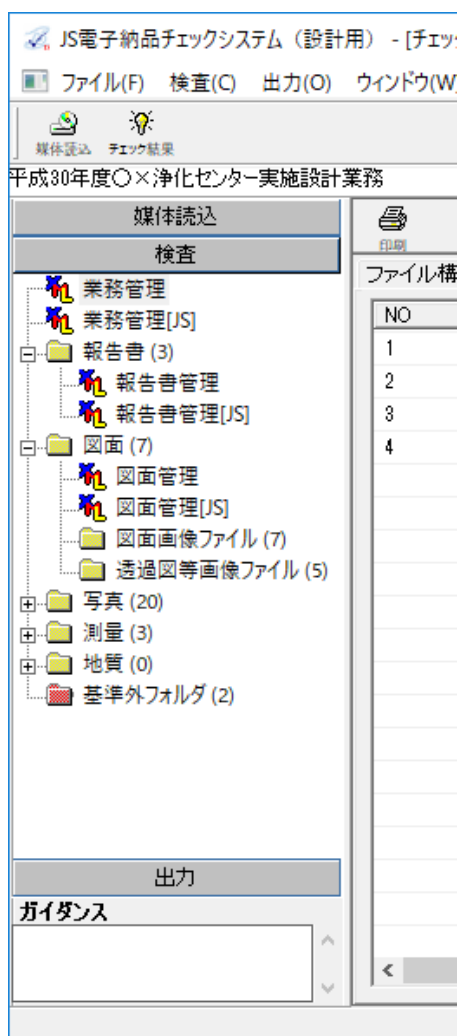 JS電子納品チェックシステム（設計用） - [チェッ
ファイル(F) 検査(C) 出力(O) ウィンドウ(W)
媒体読込 チェック結果
平成30年度〇×浄化センター実施設計業務
媒体読込
検査
業務管理
業務管理[JS]
報告書 (3)
報告書管理
報告書管理[JS]
図面 (7)
図面管理
図面管理[JS]
図面画像ファイル (7)
透過図等画像ファイル (5)
写真 (20)
測量 (3)
地質 (0)
基準外フォルダ (2)
出力
ガイダンス
印刷
ファイル構
NO
1
2
3
4